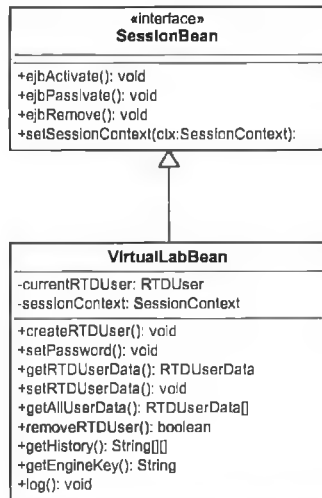 «interface»
SessionBean
+ejbActivate(): void
+ejbPassivate(): void
+ejbRemove(): void
+setSessionContext(ctx:SessionContext):
VirtualLabBean
-currentRTDUser: RTDUser
-sessionContext: SessionContext
+createRTDUser(): void
+setPassword(): void
+getRTDUserData(): RTDUserData
+setRTDUserData(): void
+getAllUserData(): RTDUserData[]
+removeRTDUser(): boolean
+getHistory(): String[][]
+getEngineKey(): String
+log(): void